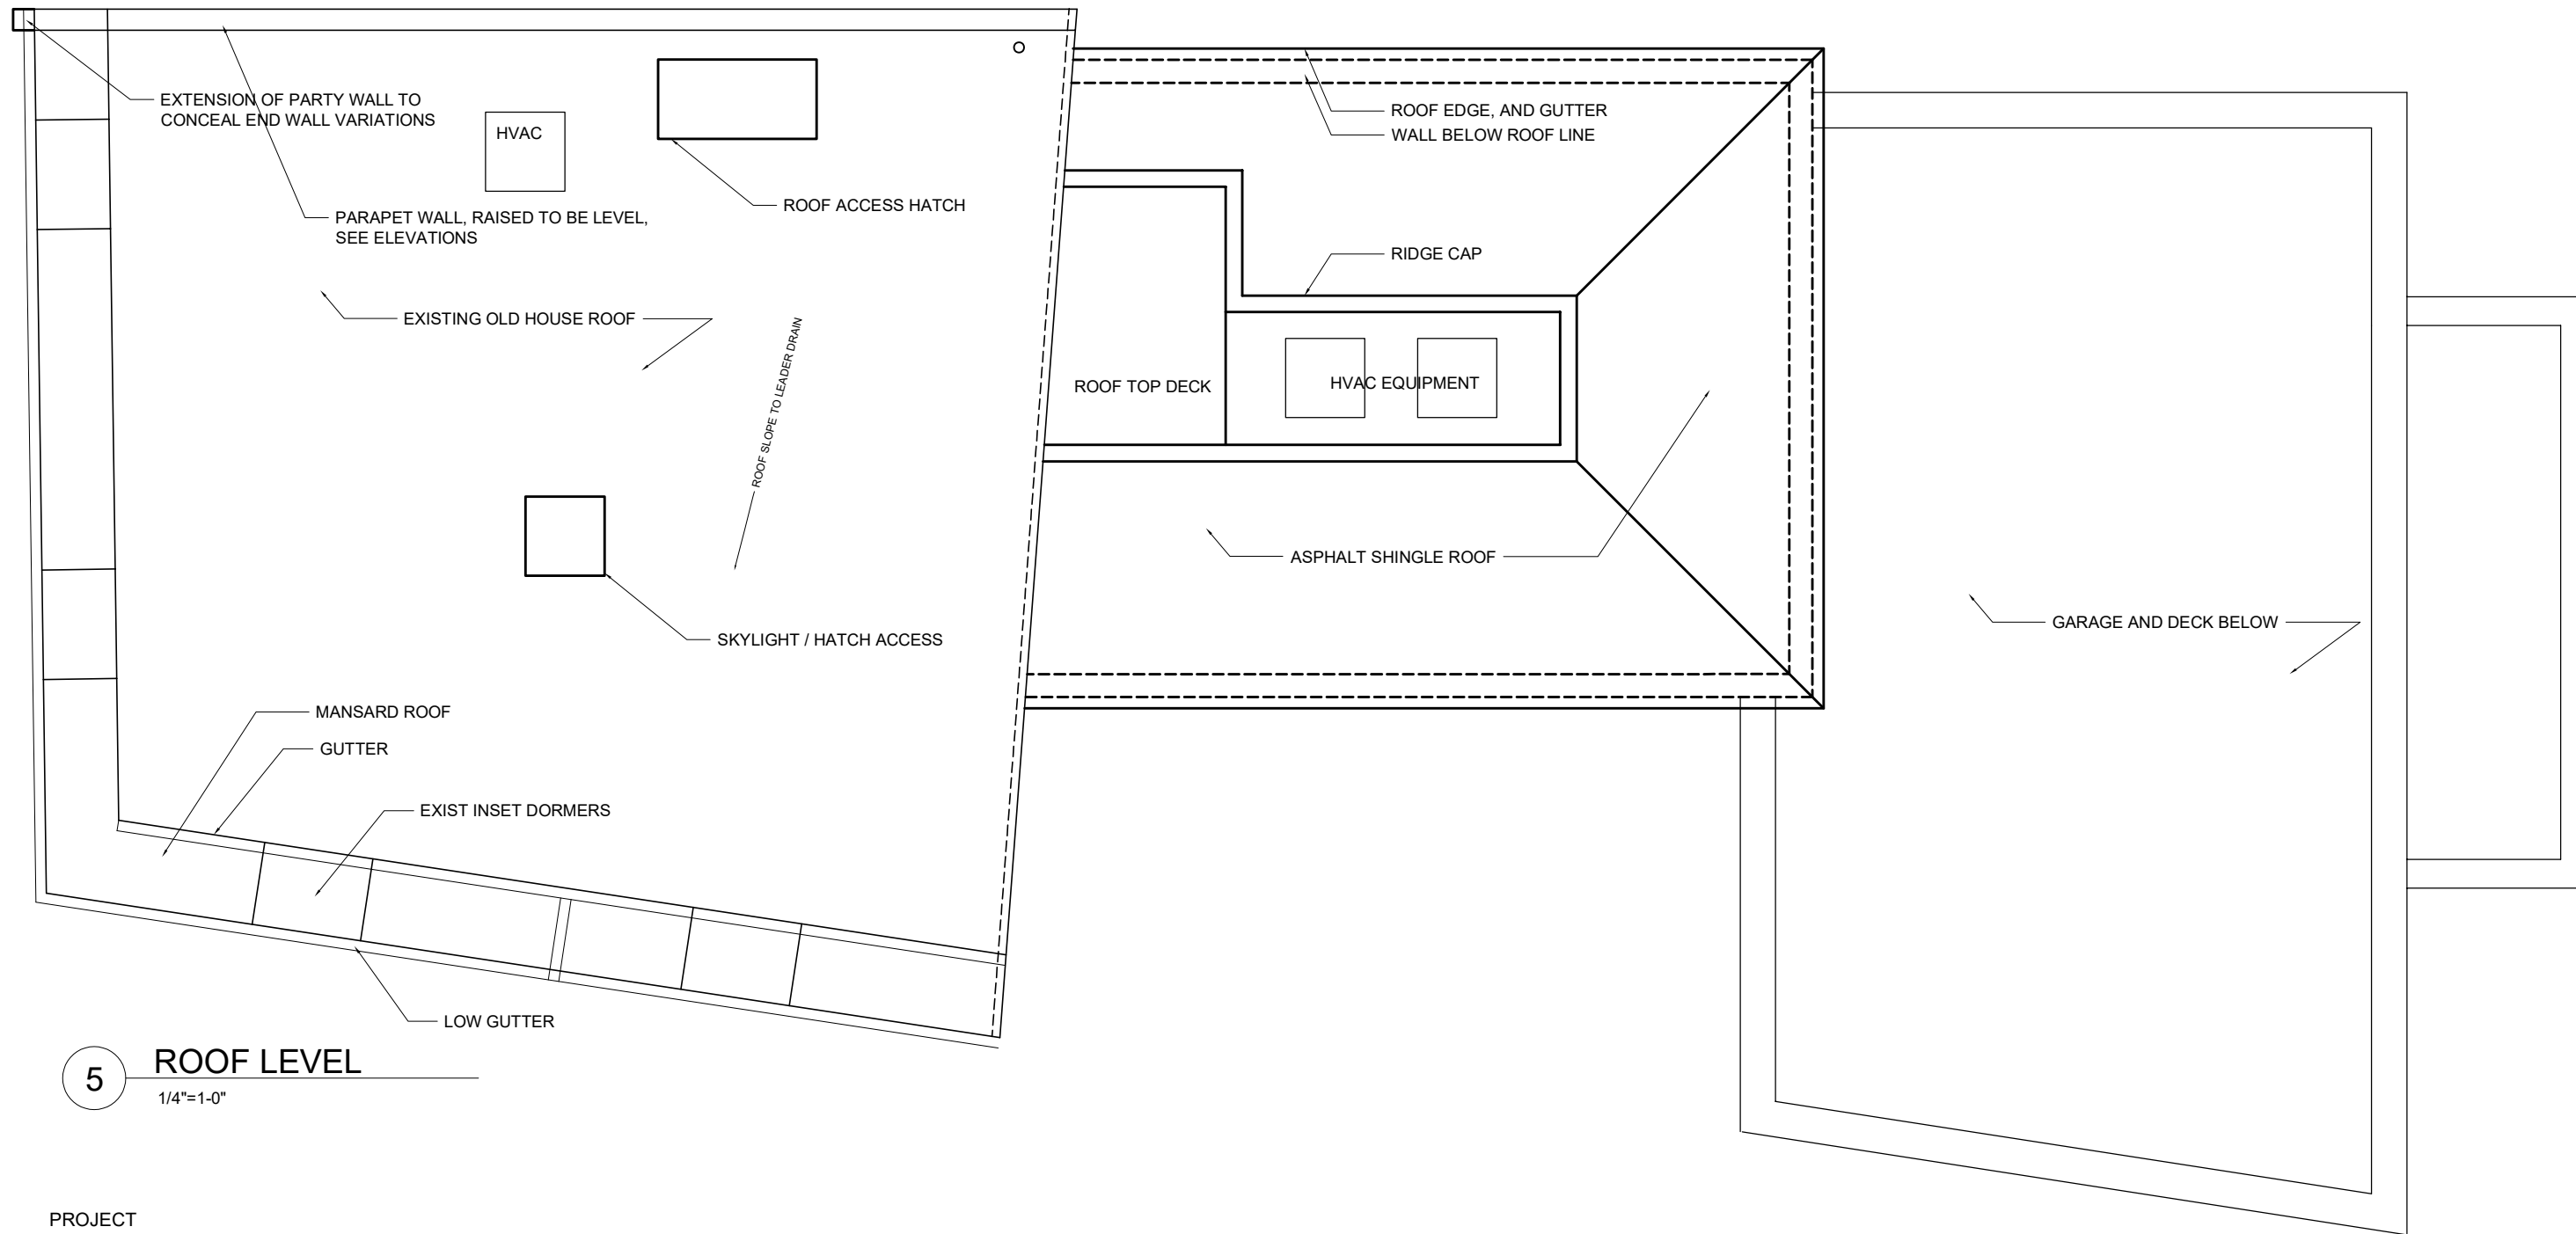 EXTENSION OF PARTY WALL TO
CONCEAL END WALL VARIATIONS
HVAC
ROOF EDGE, AND GUTTER
WALL BELOW ROOF LINE
PARAPET WALL, RAISED TO BE LEVEL,
SEE ELEVATIONS
ROOF ACCESS HATCH
RIDGE CAP
EXISTING OLD HOUSE ROOF
ROOF SLOPE TO LEADER DRAIN
ROOF TOP DECK
HVAC EQUIPMENT
ASPHALT SHINGLE ROOF
SKYLIGHT / HATCH ACCESS
GARAGE AND DECK BELOW
MANSARD ROOF
GUTTER
EXIST INSET DORMERS
LOW GUTTER
5
ROOF LEVEL
1/4"=1-0"
PROJECT